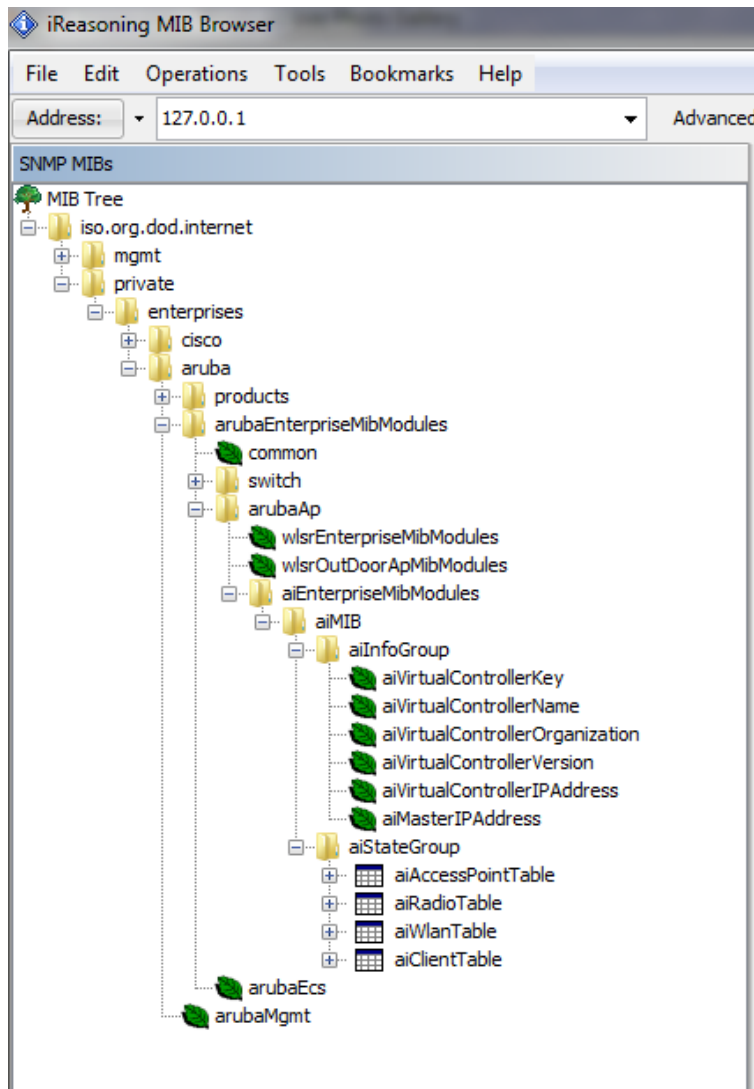 iReasoning MIB Browser
File Edit Operations Tools Bookmarks Help
Address: 127.0.0.1 Advanced
SNMP MIBs
MIB Tree
iso.org.dod.internet
mgmt
private
enterprises
cisco
aruba
products
arubaEnterpriseMibModules
common
switch
arubaAp
wlsrEnterpriseMibModules
wlsrOutDoorApMibModules
aiEnterpriseMibModules
aiMIB
aiInfoGroup
aiVirtualControllerKey
aiVirtualControllerName
aiVirtualControllerOrganization
aiVirtualControllerVersion
aiVirtualControllerIPAddress
aiMasterIPAddress
aiStateGroup
aiAccessPointTable
aiRadioTable
aiWlanTable
aiClientTable
arubaEcs
arubaMgmt